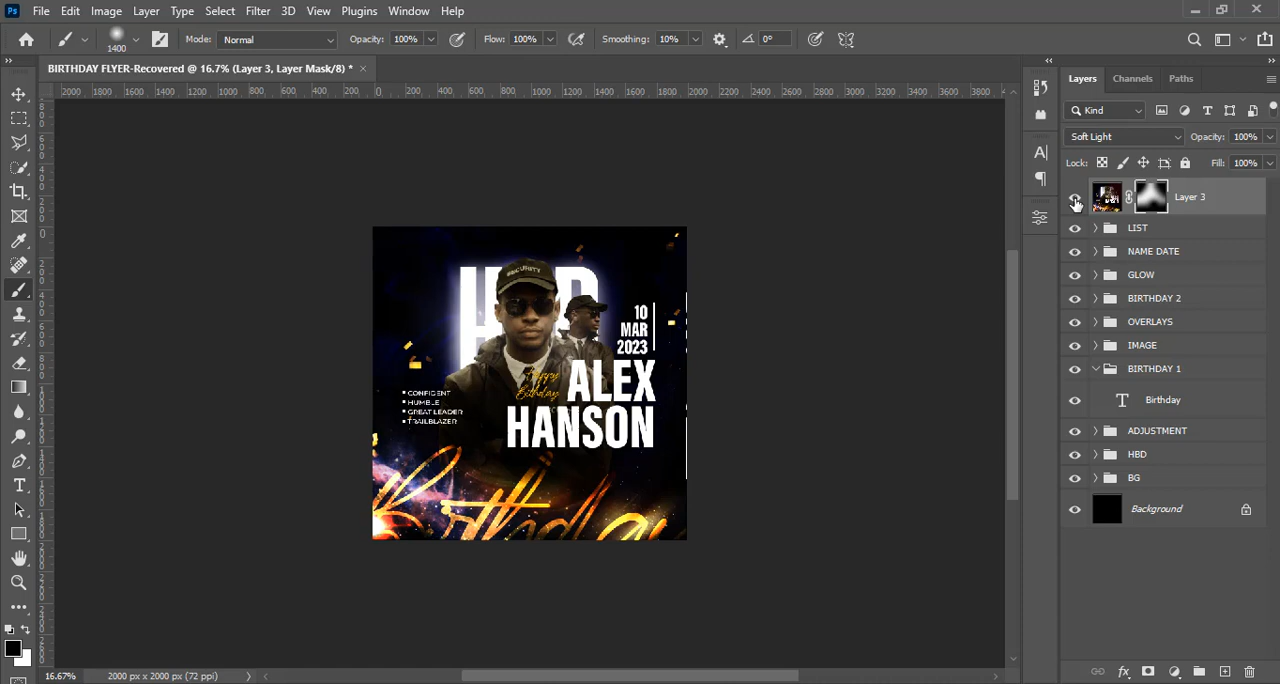 Ps File Edit Image Layer Type Select Filter 3D View Plugins Window Help
1400 Mode: Normal Opacity: 100% Flow: 100% Smoothing: 10% 0°
BIRTHDAY FLYER-Recovered @ 16.7% (Layer 3, Layer Mask/8) * ×
2000 1800 1600 1400 1200 1000 800 600 400 200 0 200 400 600 800 1000 1200 1400 1600 1800 2000 2200 2400 2600 2800 3000 3200 3400 3600 3800
Layers Channels Paths
Kind
Soft Light Opacity: 100%
Lock: Fill: 100%
Layer 3
LIST
NAME DATE
GLOW
BIRTHDAY 2
OVERLAYS
IMAGE
BIRTHDAY 1
Birthday
ADJUSTMENT
HBD
BG
Background
HBD
SECURITY
10
MAR
2023
Happy
Birthday
ALEX
HANSON
CONFIDENT
HUMBLE
GREAT LEADER
TRAILBLAZER
Birthday
16.67% 2000 px x 2000 px (72 ppi)